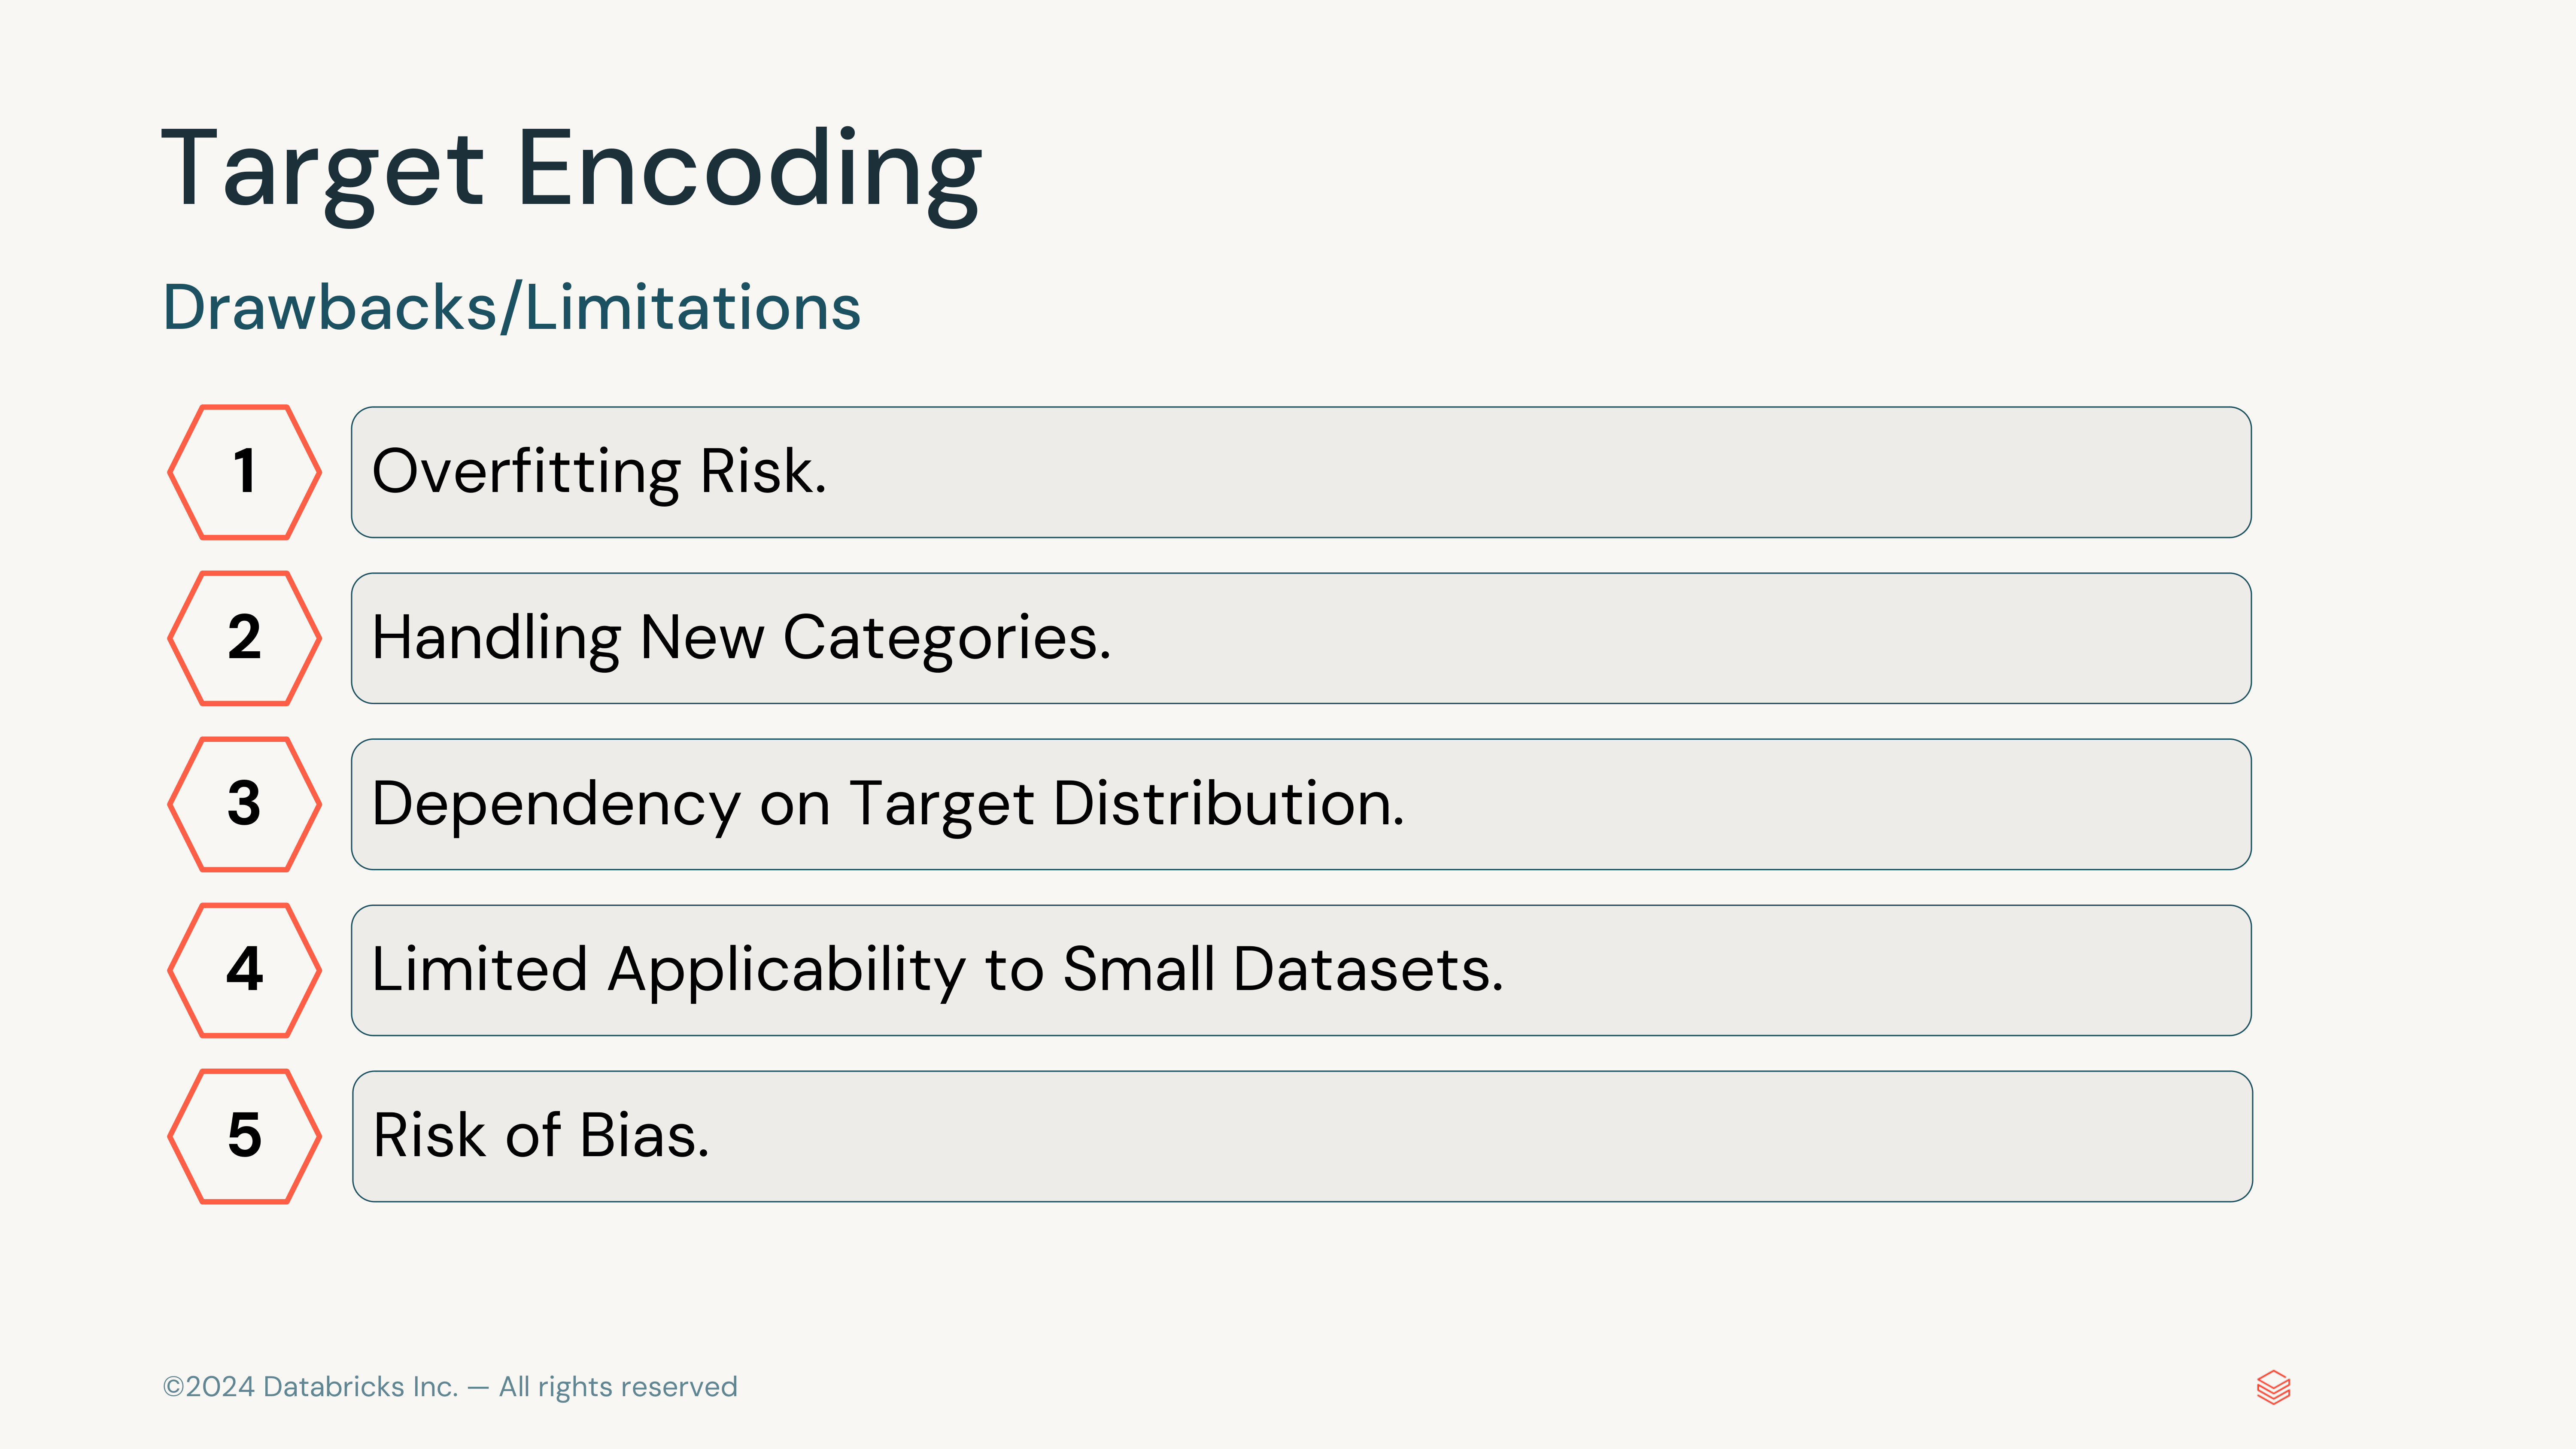 Target Encoding
Drawbacks/Limitations
1 Overfitting Risk.
2 Handling New Categories.
3 Dependency on Target Distribution.
4 Limited Applicability to Small Datasets.
5 Risk of Bias.
©2024 Databricks Inc. — All rights reserved